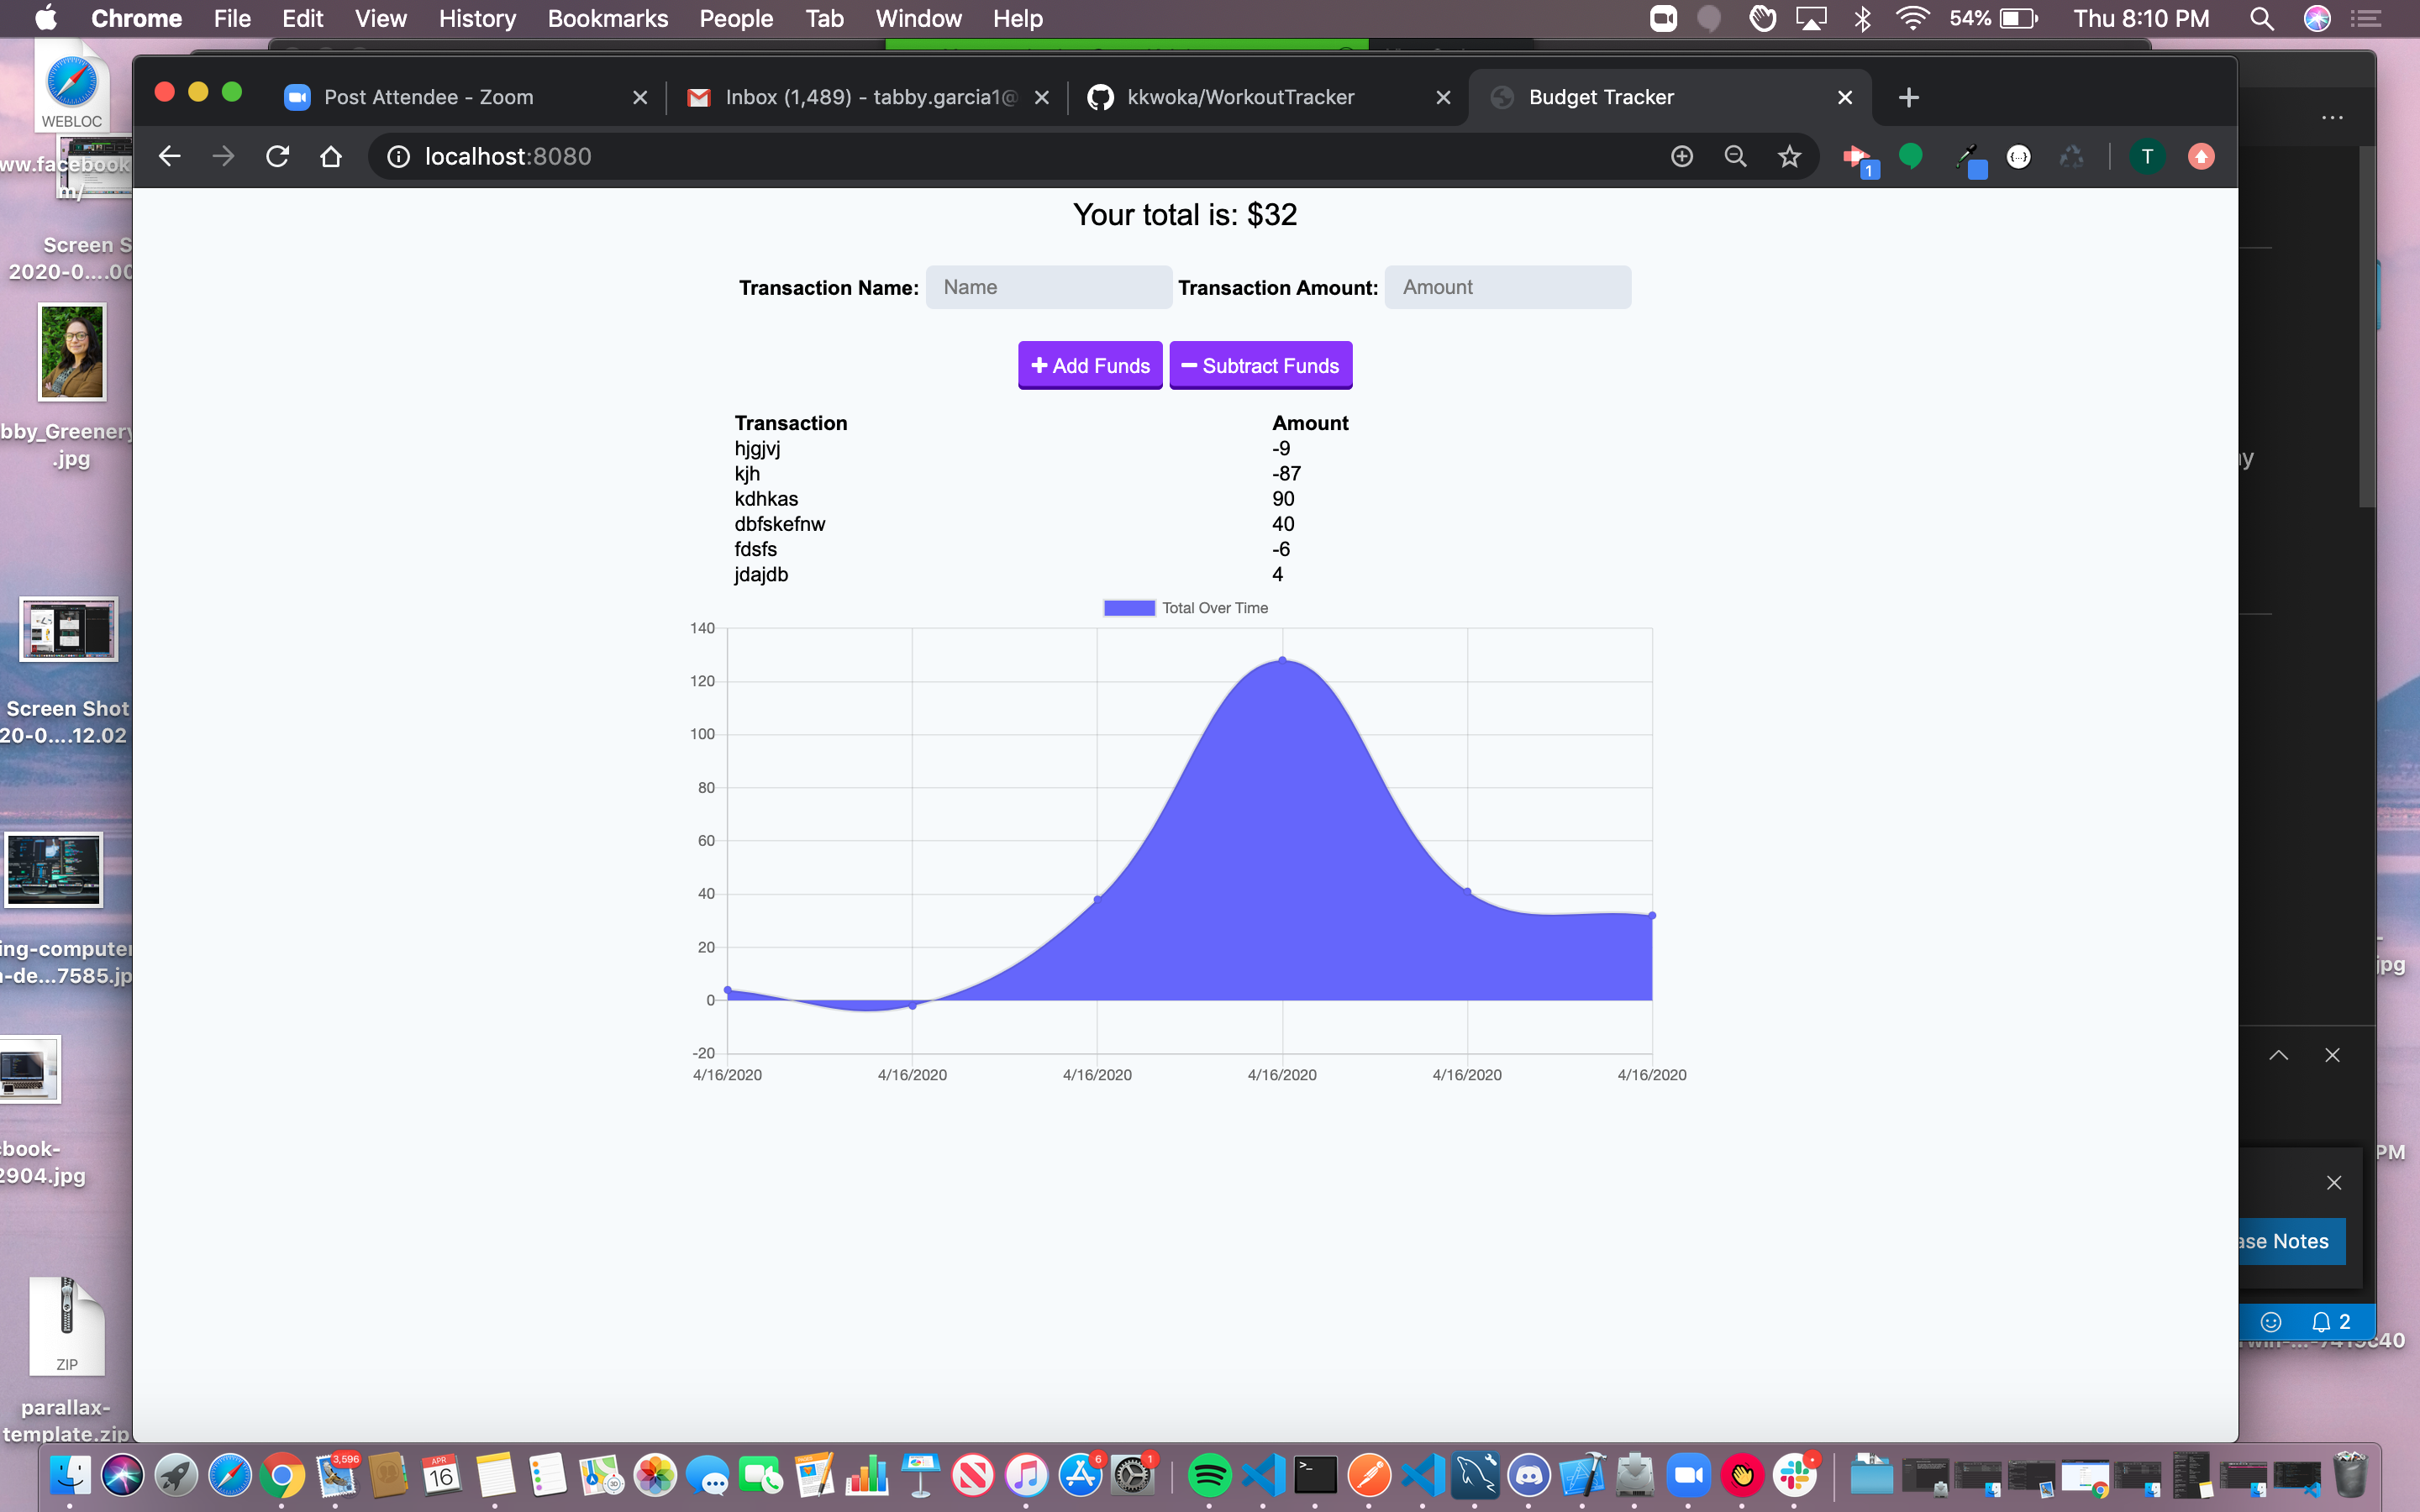 Chrome File Edit View History Bookmarks People Tab Window Help 54% Thu 8:10 PM
Post Attendee - Zoom
Inbox (1,489) - tabby.garcia1@
kkwoka/WorkoutTracker
Budget Tracker
localhost:8080
1
T
WEBLOC
ww.facebook
m/
Screen S
2020-0....00
bby_Greenery
.jpg
Screen Shot
20-0....12.02
ing-computer
-de...7585.jp
cbook-
2904.jpg
ZIP
parallax-
template.zip
Your total is: $32
Transaction Name: Name Transaction Amount: Amount
Add Funds Subtract Funds
Transaction Amount
hjgjvj -9
kjh -87
kdhkas 90
dbfskefnw 40
fdsfs -6
jdajdb 4
Total Over Time
140
120
100
80
60
40
20
0
-20
4/16/2020 4/16/2020 4/16/2020 4/16/2020 4/16/2020 4/16/2020
jpg
PM
ase Notes
2
3,596
APR
16
6
1